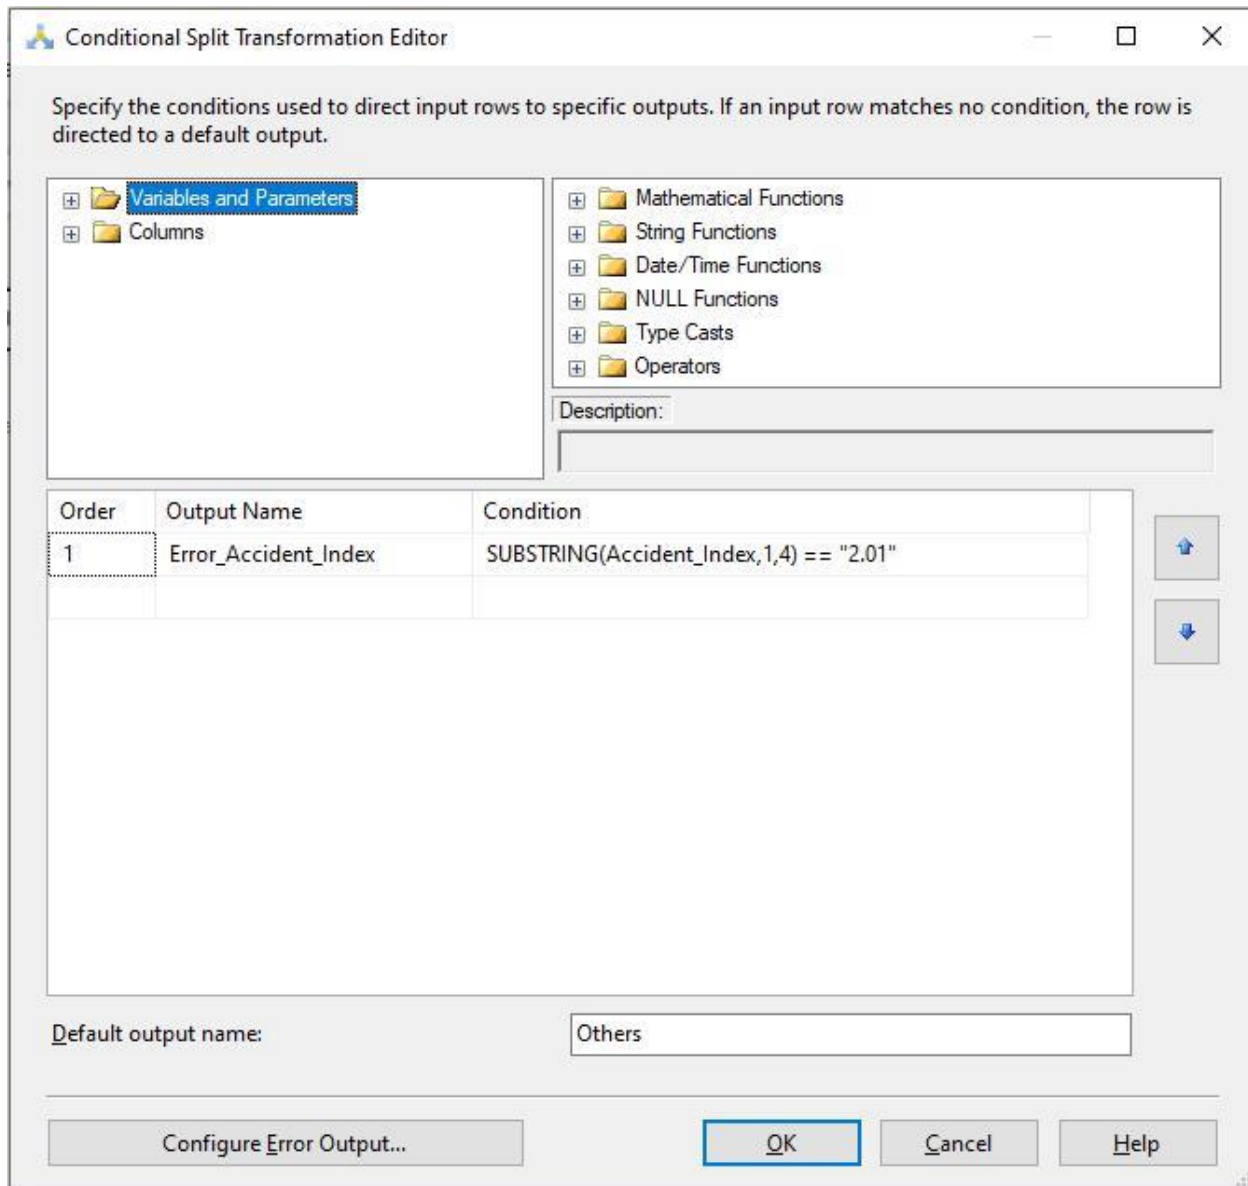 Conditional Split Transformation Editor
Specify the conditions used to direct input rows to specific outputs. If an input row matches no condition, the row is
directed to a default output.
Variables and Parameters
Columns
Mathematical Functions
String Functions
Date/Time Functions
NULL Functions
Type Casts
Operators
Description:
Order Output Name Condition
1 Error_Accident_Index SUBSTRING(Accident_Index,1,4) == "2.01"
Default output name: Others
Configure Error Output... OK Cancel Help